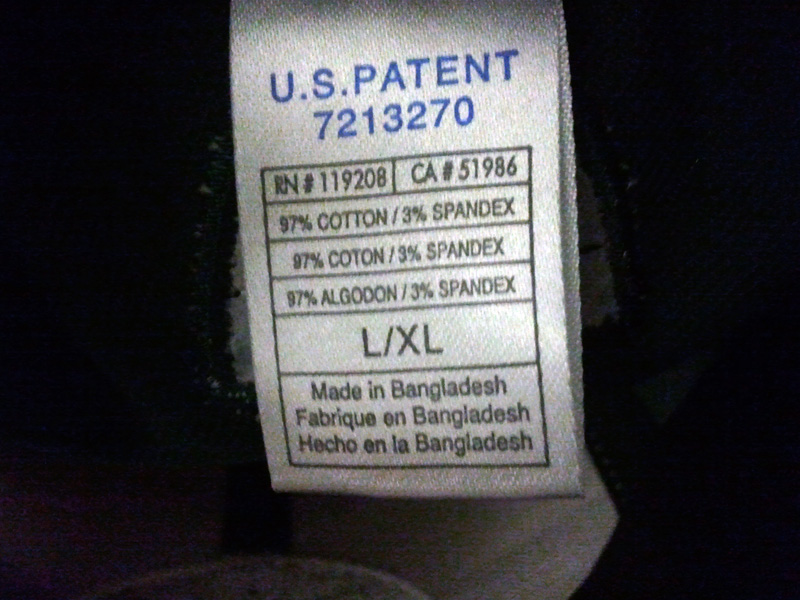 U.S.PATENT
7213270
RN # 119208 CA # 51986
97% COTTON / 3% SPANDEX
97% COTON / 3% SPANDEX
97% ALGODON / 3% SPANDEX
L/XL
Made in Bangladesh
Fabrique en Bangladesh
Hecho en la Bangladesh